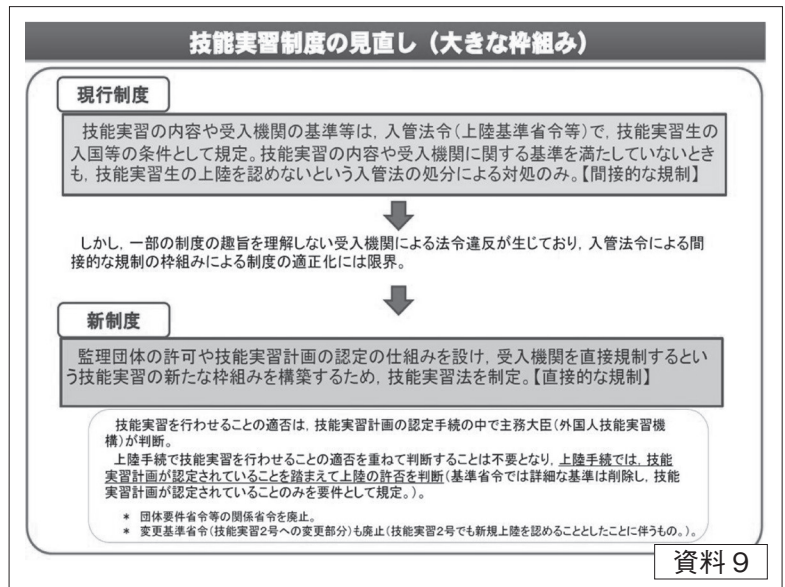 技能実習制度の見直し（大きな枠組み）
現行制度
技能実習の内容や受入機関の基準等は，入管法令（上陸基準省令等）で，技能実習生の
入国等の条件として規定。技能実習の内容や受入機関に関する基準を満たしていないとき
も，技能実習生の上陸を認めないという入管法の処分による対処のみ。【間接的な規制】
しかし，一部の制度の趣旨を理解しない受入機関による法令違反が生じており，入管法令による間
接的な規制の枠組みによる制度の適正化には限界。
新制度
監理団体の許可や技能実習計画の認定の仕組みを設け，受入機関を直接規制するとい
う技能実習の新たな枠組みを構築するため，技能実習法を制定。【直接的な規制】
技能実習を行わせることの適否は，技能実習計画の認定手続の中で主務大臣（外国人技能実習機
構）が判断。
上陸手続で技能実習を行わせることの適否を重ねて判断することは不要となり，上陸手続では，技能
実習計画が認定されていることを踏まえて上陸の許否を判断（基準省令では詳細な基準は削除し，技能
実習計画が認定されていることのみを要件として規定。）。
* 団体要件省令等の関係省令を廃止。
* 変更基準省令（技能実習2号への変更部分）も廃止（技能実習2号でも新規上陸を認めることとしたことに伴うもの。）。
資料９